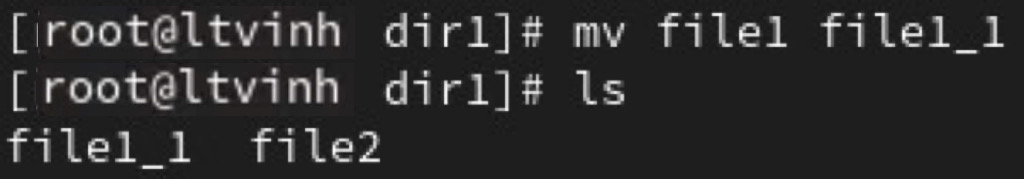 [root@ltvinh dir1]# mv file1 file1_1
[root@ltvinh dir1]# ls
file1_1 file2